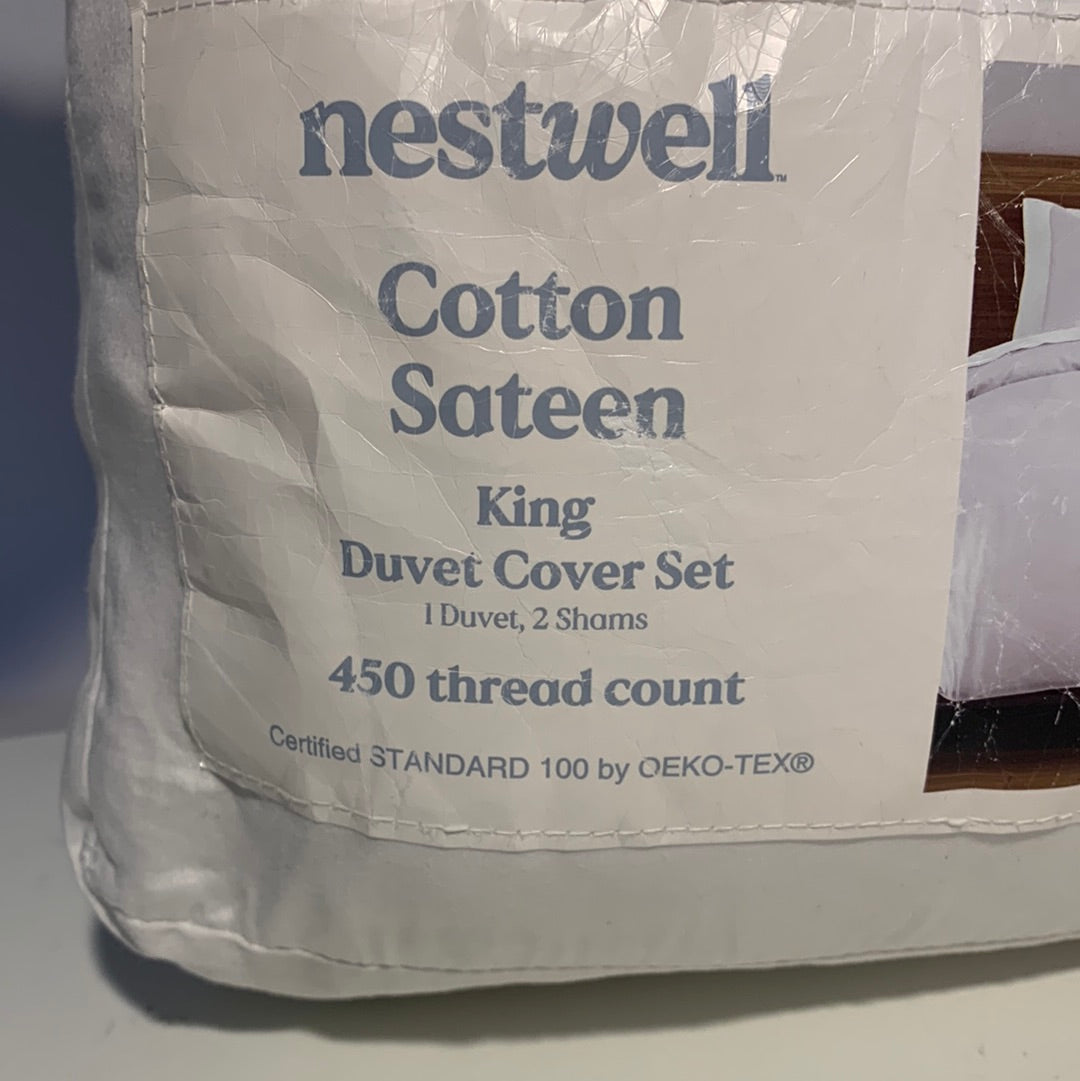 nestwell™
Cotton
Sateen
King
Duvet Cover Set
1 Duvet, 2 Shams
450 thread count
Certified STANDARD 100 by OEKO-TEX®